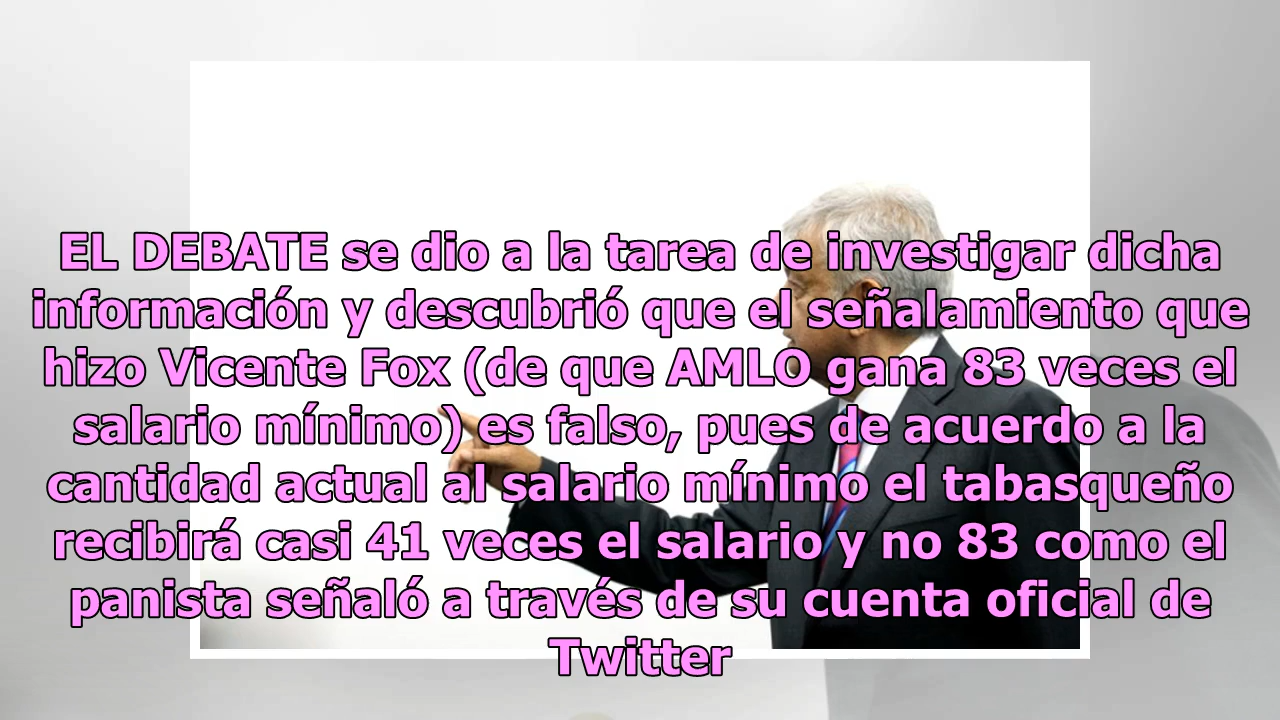 EL DEBATE se dio a la tarea de investigar dicha
información y descubrió que el señalamiento que
hizo Vicente Fox (de que AMLO gana 83 veces el
salario mínimo) es falso, pues de acuerdo a la
cantidad actual al salario mínimo el tabasqueño
recibirá casi 41 veces el salario y no 83 como el
panista señaló a través de su cuenta oficial de
Twitter